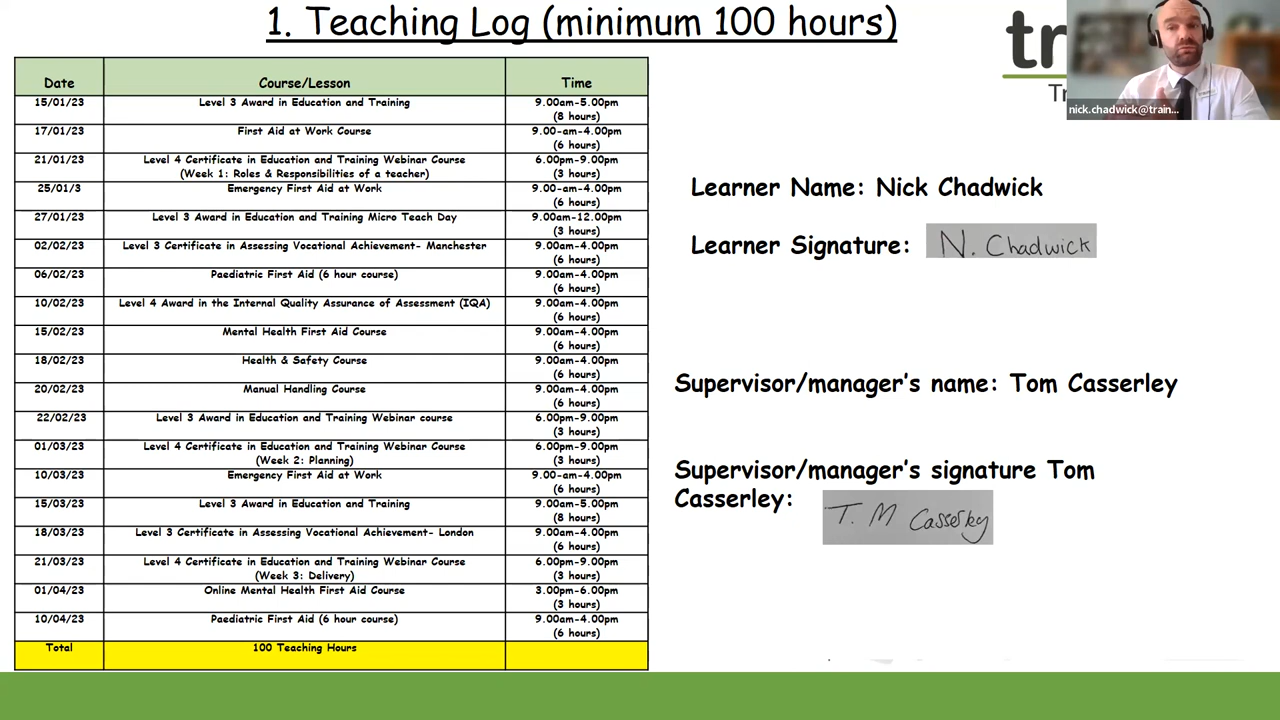 1. Teaching Log (minimum 100 hours)
Date Course/Lesson Time
15/01/23 Level 3 Award in Education and Training 9.00am-5.00pm
(8 hours)
17/01/23 First Aid at Work Course 9.00-am-4.00pm
(6 hours)
21/01/23 Level 4 Certificate in Education and Training Webinar Course 6.00pm-9.00pm
(Week 1: Roles & Responsibilities of a teacher) (3 hours)
25/01/3 Emergency First Aid at Work 9.00-am-4.00pm
(6 hours)
27/01/23 Level 3 Award in Education and Training Micro Teach Day 9.00am-12.00pm
(3 hours)
02/02/23 Level 3 Certificate in Assessing Vocational Achievement- Manchester 9.00am-4.00pm
(6 hours)
06/02/23 Paediatric First Aid (6 hour course) 9.00am-4.00pm
(6 hours)
10/02/23 Level 4 Award in the Internal Quality Assurance of Assessment (IQA) 9.00am-4.00pm
(6 hours)
15/02/23 Mental Health First Aid Course 9.00am-4.00pm
(6 hours)
18/02/23 Health & Safety Course 9.00am-4.00pm
(6 hours)
20/02/23 Manual Handling Course 9.00am-4.00pm
(6 hours)
22/02/23 Level 3 Award in Education and Training Webinar course 6.00pm-9.00pm
(3 hours)
01/03/23 Level 4 Certificate in Education and Training Webinar Course 6.00pm-9.00pm
(Week 2: Planning) (3 hours)
10/03/23 Emergency First Aid at Work 9.00-am-4.00pm
(6 hours)
15/03/23 Level 3 Award in Education and Training 9.00am-5.00pm
(8 hours)
18/03/23 Level 3 Certificate in Assessing Vocational Achievement- London 9.00am-4.00pm
(6 hours)
21/03/23 Level 4 Certificate in Education and Training Webinar Course 6.00pm-9.00pm
(Week 3: Delivery) (3 hours)
01/04/23 Online Mental Health First Aid Course 3.00pm-6.00pm
(3 hours)
10/04/23 Paediatric First Aid (6 hour course) 9.00am-4.00pm
(6 hours)
Total 100 Teaching Hours
nick.chadwick@train...
Learner Name: Nick Chadwick
Learner Signature: N. Chadwick
Supervisor/manager's name: Tom Casserley
Supervisor/manager's signature Tom
Casserley: T. M Casserley